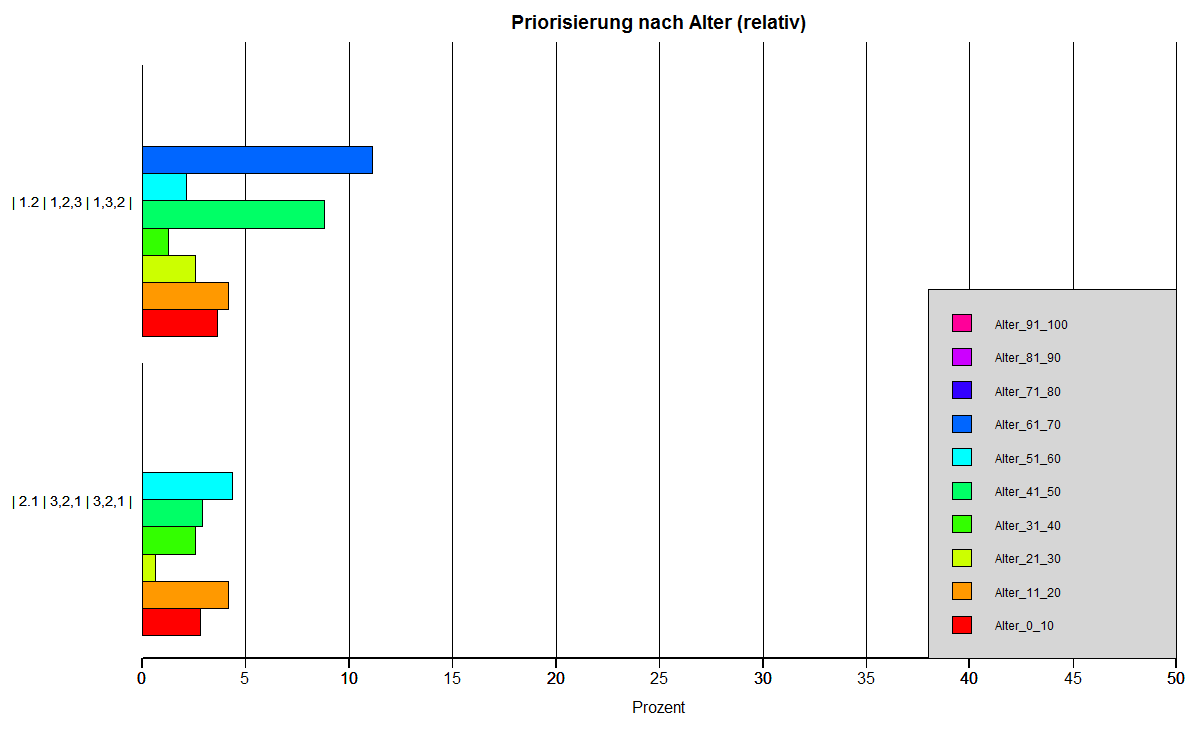 Priorisierung nach Alter (relativ)
| 1.2 | 1,2,3 | 1,3,2 |
| 2.1 | 3,2,1 | 3,2,1 |
Alter_91_100
Alter_81_90
Alter_71_80
Alter_61_70
Alter_51_60
Alter_41_50
Alter_31_40
Alter_21_30
Alter_11_20
Alter_0_10
0 5 10 15 20 25 30 35 40 45 50
Prozent